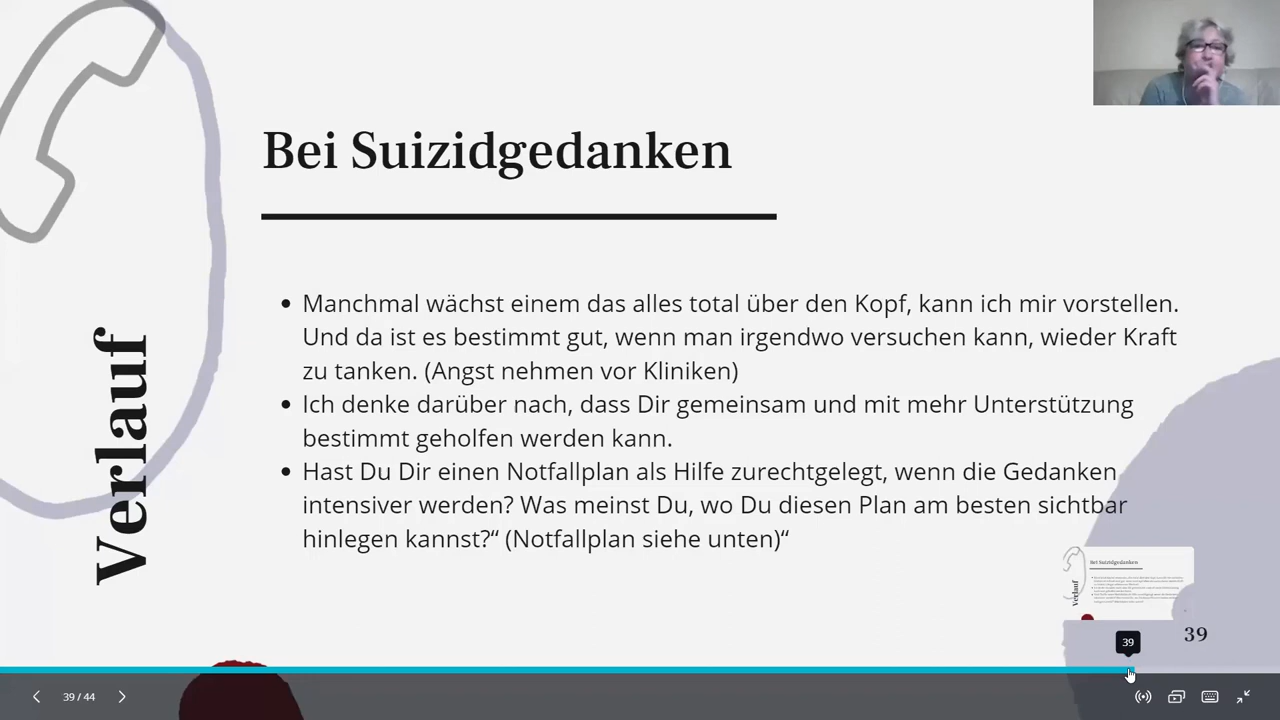 Bei Suizidgedanken
Verlauf
Manchmal wächst einem das alles total über den Kopf, kann ich mir vorstellen.
Und da ist es bestimmt gut, wenn man irgendwo versuchen kann, wieder Kraft
zu tanken. (Angst nehmen vor Kliniken)
Ich denke darüber nach, dass Dir gemeinsam und mit mehr Unterstützung
bestimmt geholfen werden kann.
Hast Du Dir einen Notfallplan als Hilfe zurechtgelegt, wenn die Gedanken
intensiver werden? Was meinst Du, wo Du diesen Plan am besten sichtbar
hinlegen kannst?“ (Notfallplan siehe unten)“
Bei Suizidgedanken
Verlauf
39
39
39 / 44